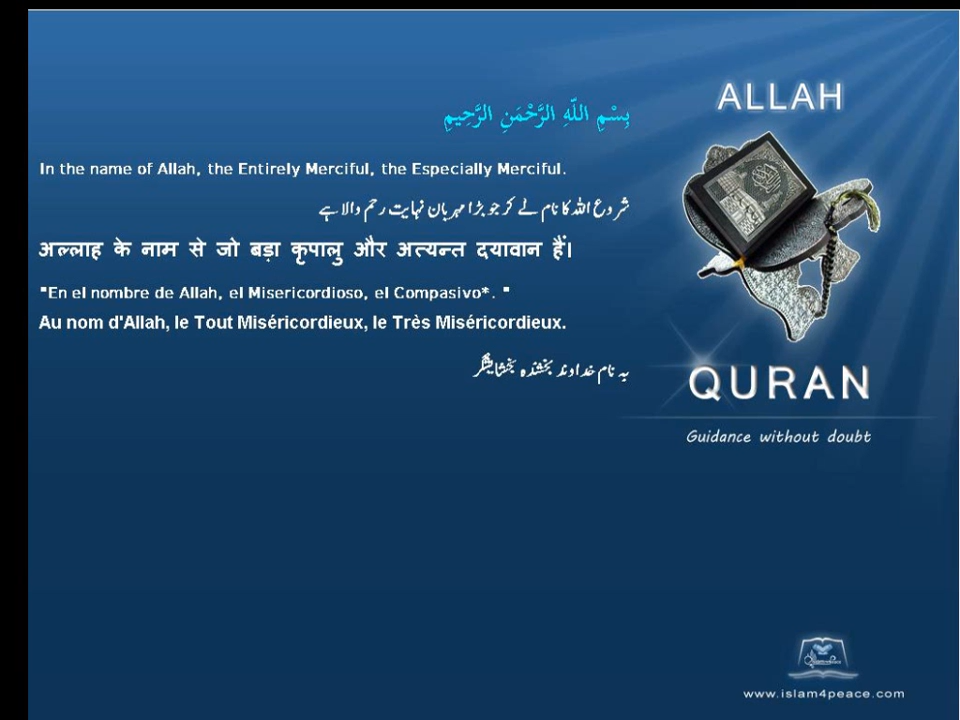 بِسْمِ اللّهِ الرَّحْمَنِ الرَّحِيمِ
In the name of Allah, the Entirely Merciful, the Especially Merciful.
شروع الله کا نام لے کر جو بڑا مہربان نہایت رحم والا ہے
अल्लाह के नाम से जो बड़ा कृपालु और अत्यन्त दयावान हैं।
"En el nombre de Allah, el Misericordioso, el Compasivo*. "
Au nom d'Allah, le Tout Miséricordieux, le Très Miséricordieux.
به نام خداوند بخشنده بخشایشگر
ALLAH
QURAN
Guidance without doubt
www.islam4peace.com